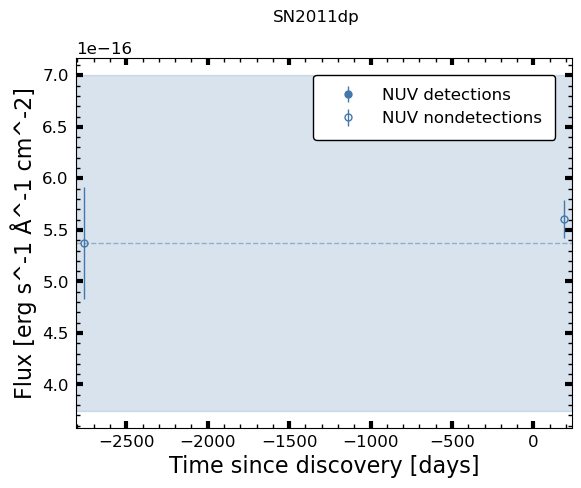 SN2011dp
1e−16
7.0
6.5
6.0
5.5
5.0
4.5
4.0
Flux [erg s^-1 Å^-1 cm^-2]
NUV detections
NUV nondetections
−2500
−2000
−1500
−1000
−500
0
Time since discovery [days]